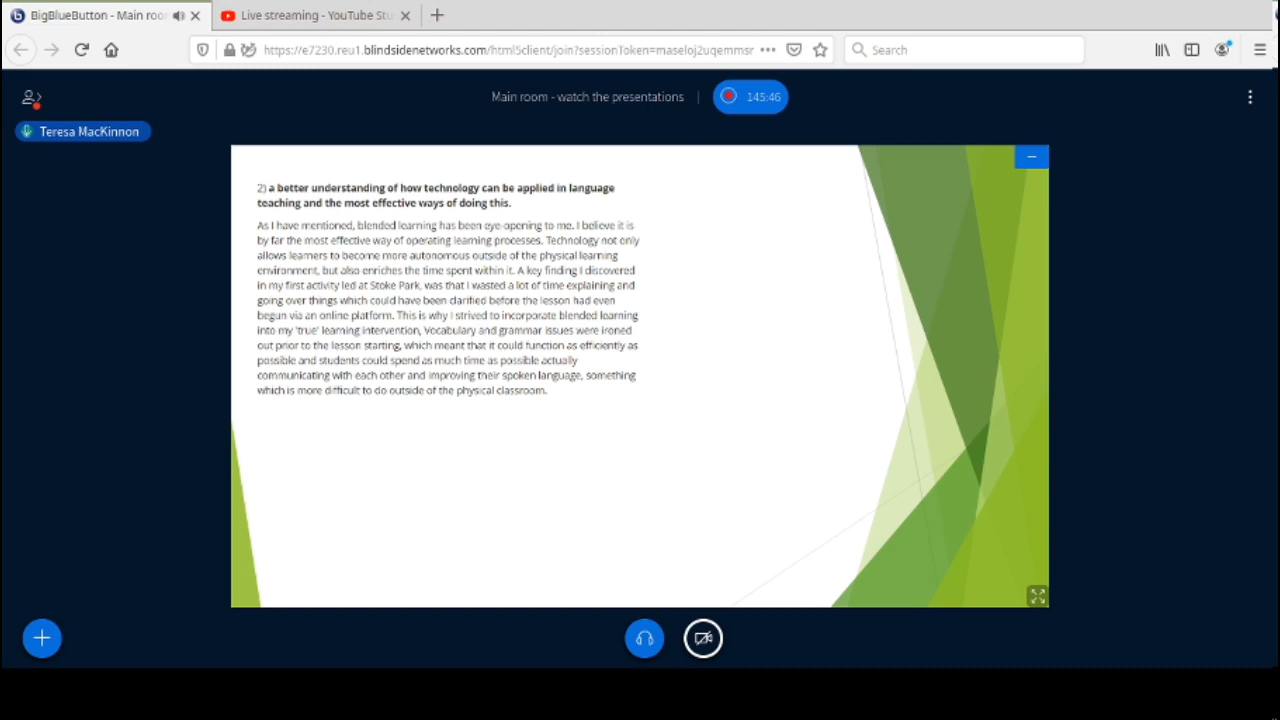 BigBlueButton - Main roo
Live streaming - YouTube Stu
https://e7230.reu1.blindsidenetworks.com/html5client/join?sessionToken=maseloj2uqemmsr
Search
Main room - watch the presentations
145:46
Teresa MacKinnon
2) a better understanding of how technology can be applied in language
teaching and the most effective ways of doing this.
As I have mentioned, blended learning has been eye-opening to me. I believe it is
by far the most effective way of operating learning processes. Technology not only
allows learners to become more autonomous outside of the physical learning
environment, but also enriches the time spent within it. A key finding I discovered
in my first activity led at Stoke Park, was that I wasted a lot of time explaining and
going over things which could have been clarified before the lesson had even
begun via an online platform. This is why I strived to incorporate blended learning
into my 'true' learning intervention, Vocabulary and grammar issues were ironed
out prior to the lesson starting, which meant that it could function as efficiently as
possible and students could spend as much time as possible actually
communicating with each other and improving their spoken language, something
which is more difficult to do outside of the physical classroom.